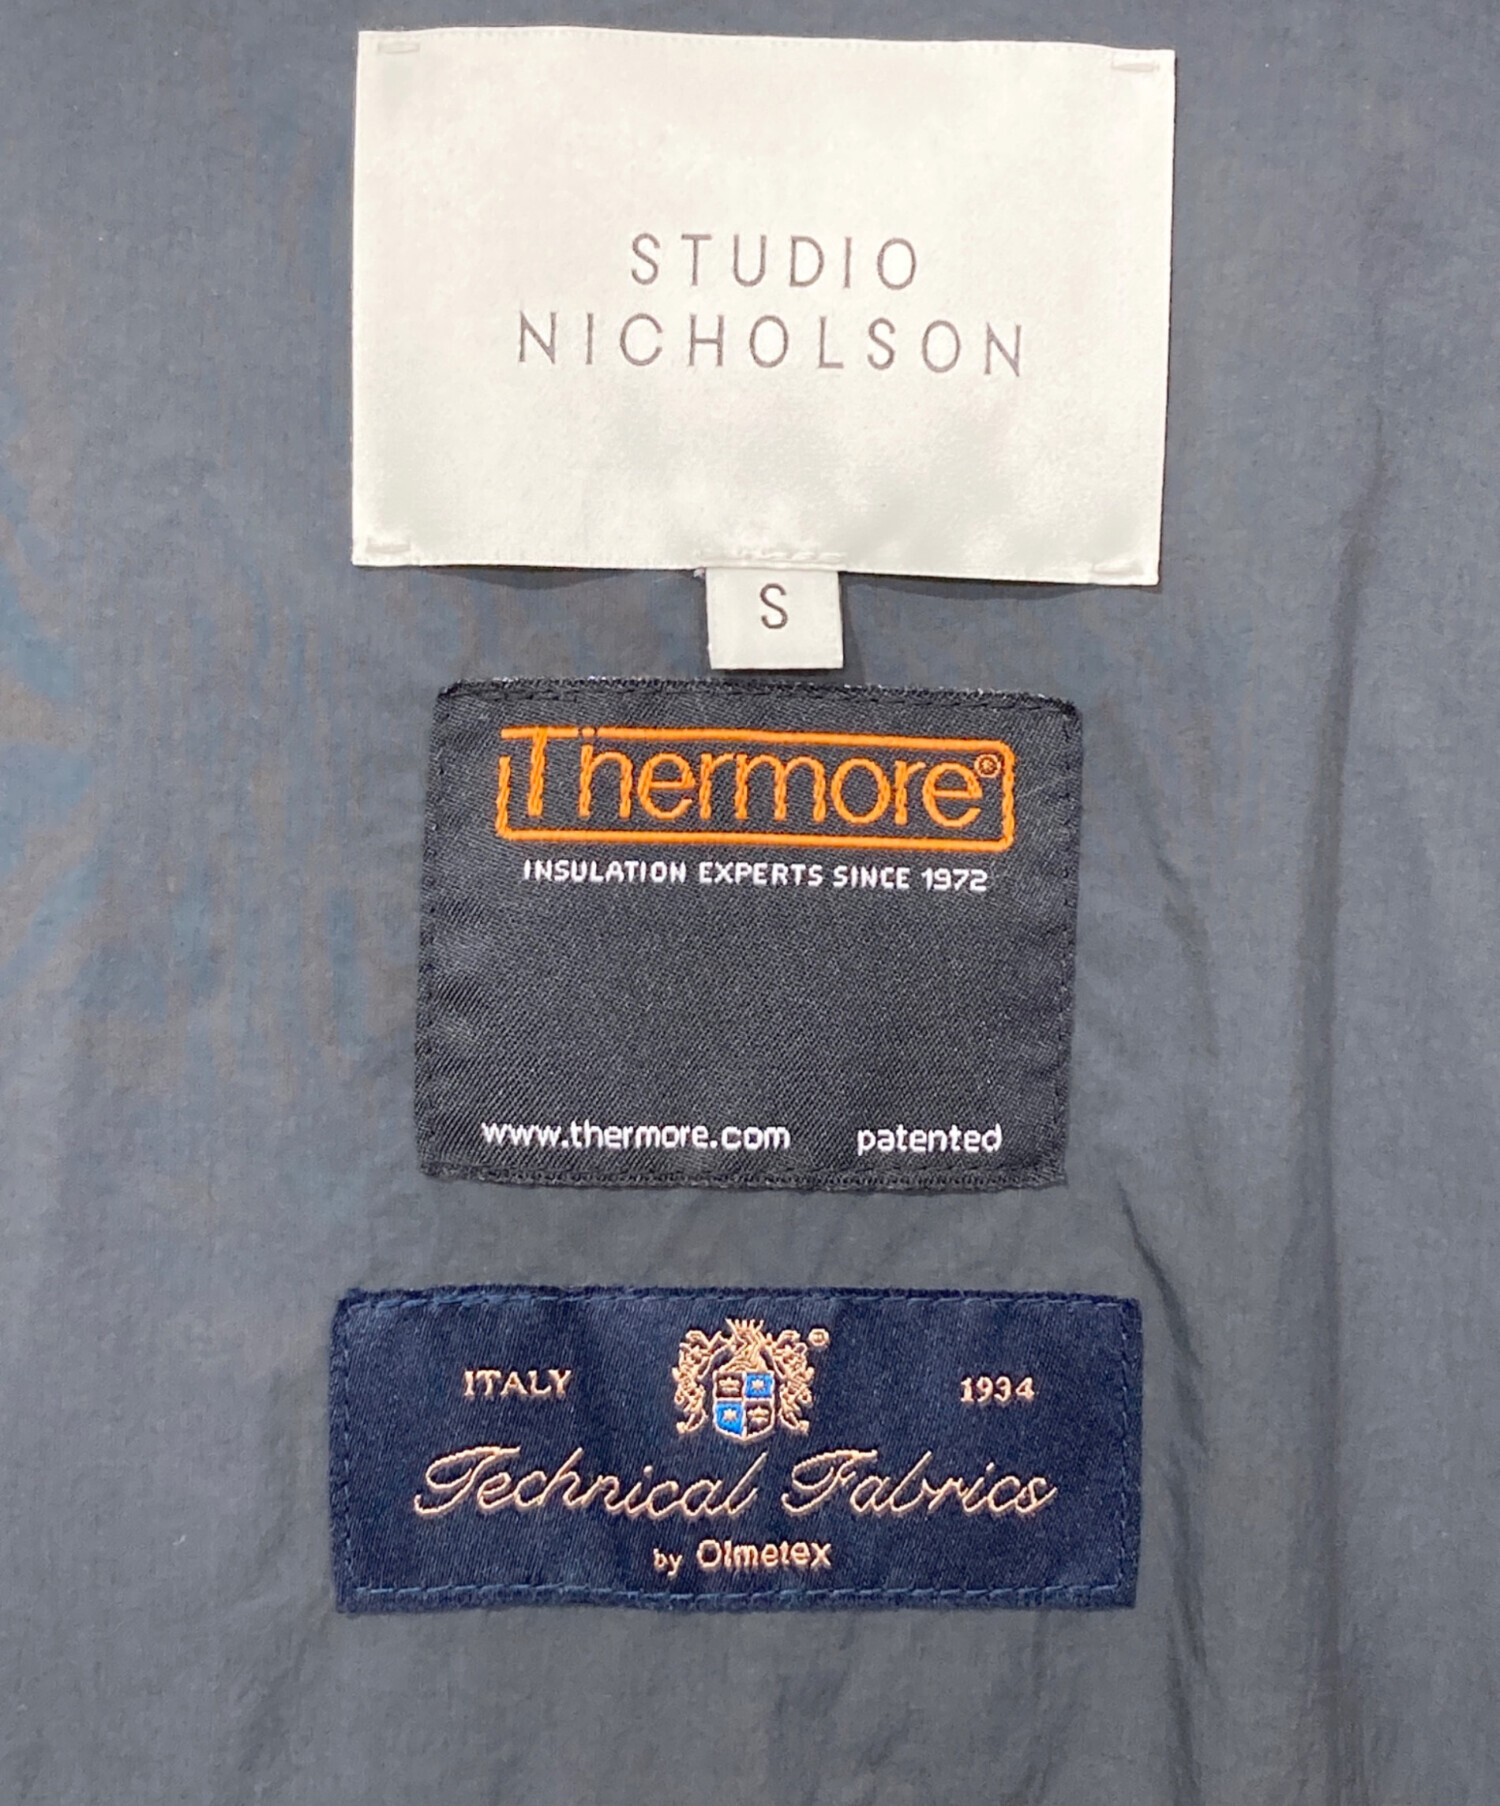 STUDIO
NICHOLSON
S
Thermore®
INSULATION EXPERTS SINCE 1972
www.thermore.com patented
ITALY 1934
Technical Fabrics
by Olmetex